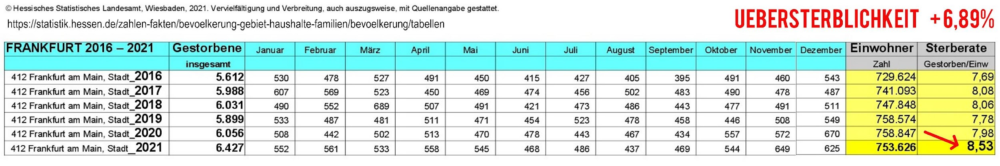 © Hessisches Statistisches Landesamt, Wiesbaden, 2021. Vervielfältigung und Verbreitung, auch auszugsweise, mit Quellenangabe gestattet.
https://statistik.hessen.de/zahlen-fakten/bevoelkerung-gebiet-haushalte-familien/bevoelkerung/tabellen
UEBERSTERBLICHKEIT +6,89%
FRANKFURT 2016 – 2021 Gestorbene Januar Februar März April Mai Juni Juli August September Oktober November Dezember Einwohner Sterberate
insgesamt Zahl Gestorben/Einw
412 Frankfurt am Main, Stadt_2016 5.612 530 478 527 491 450 415 427 405 395 491 460 543 729.624 7,69
412 Frankfurt am Main, Stadt_2017 5.988 607 569 523 450 469 474 456 502 483 490 478 487 741.093 8,08
412 Frankfurt am Main, Stadt_2018 6.031 490 552 689 507 491 421 473 486 443 477 491 511 747.848 8,06
412 Frankfurt am Main, Stadt_2019 5.899 533 487 481 511 471 454 523 478 458 446 508 549 758.574 7,78
412 Frankfurt am Main, Stadt_2020 6.056 508 442 502 513 470 478 443 467 434 557 572 670 758.847 7,98
412 Frankfurt am Main, Stadt_2021 6.427 552 561 533 558 545 468 486 437 469 544 649 625 753.626 8,53